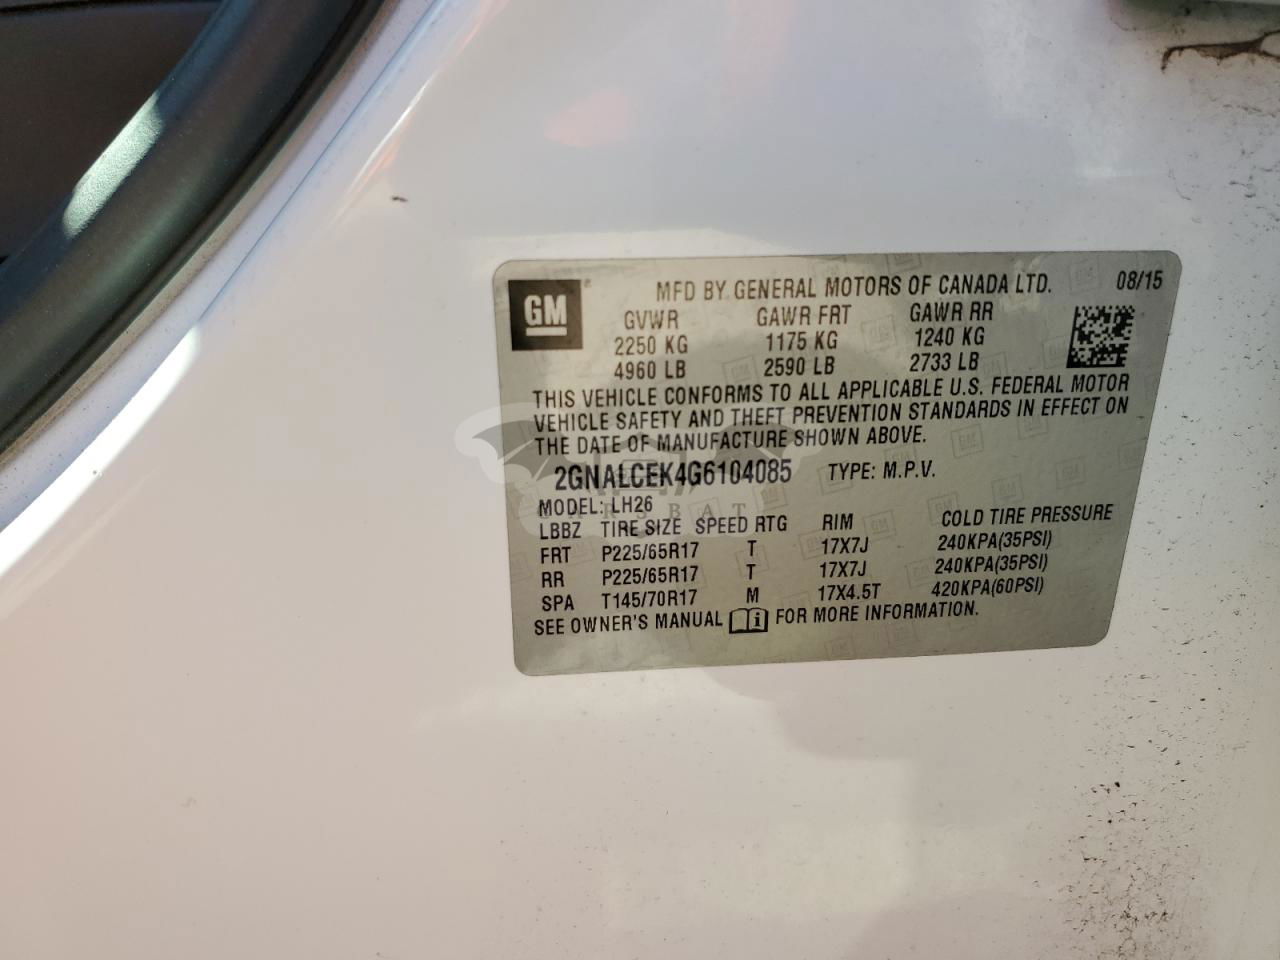 GM
MFD BY GENERAL MOTORS OF CANADA LTD. 08/15
GVWR GAWR FRT GAWR RR
2250 KG 1175 KG 1240 KG
4960 LB 2590 LB 2733 LB
THIS VEHICLE CONFORMS TO ALL APPLICABLE U.S. FEDERAL MOTOR
VEHICLE SAFETY AND THEFT PREVENTION STANDARDS IN EFFECT ON
THE DATE OF MANUFACTURE SHOWN ABOVE.
2GNALCEK4G6104085 TYPE: M.P.V.
MODEL: LH26
CARSBAT
LBBZ TIRE SIZE SPEED RTG RIM COLD TIRE PRESSURE
FRT P225/65R17 T 17X7J 240KPA(35PSI)
RR P225/65R17 T 17X7J 240KPA(35PSI)
SPA T145/70R17 M 17X4.5T 420KPA(60PSI)
SEE OWNER'S MANUAL i FOR MORE INFORMATION.